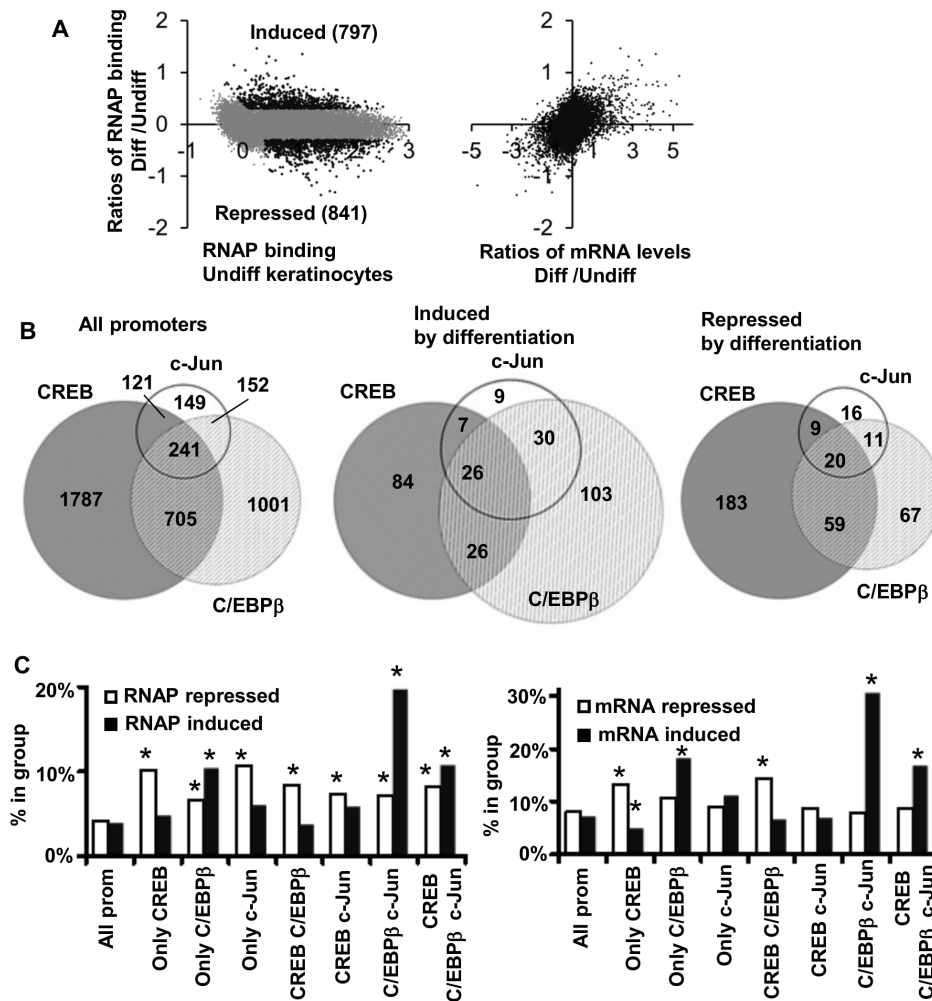 A
Ratios of RNAP binding
Diff /Undiff
2
1
0
-1
-2
-1
0
1
2
3
Induced (797)
Repressed (841)
RNAP binding
Undiff keratinocytes
2
1
0
-1
-2
-5
-3
-1
1
3
5
Ratios of mRNA levels
Diff /Undiff
B
All promoters
CREB
c-Jun
121
149
152
241
1787
705
1001
C/EBPβ
Induced
by differentiation
c-Jun
CREB
9
7
30
26
84
103
26
C/EBPβ
Repressed
by differentiation
c-Jun
CREB
16
9
11
20
183
59
67
C/EBPβ
C
% in group
20%
10%
0%
RNAP repressed
RNAP induced
* * * * * * * * * *
All prom
Only CREB
Only C/EBPβ
Only c-Jun
CREB C/EBPβ
CREB c-Jun
C/EBPβ c-Jun
CREB
C/EBPβ c-Jun
% in group
30%
20%
10%
0%
mRNA repressed
mRNA induced
* * * * * *
All prom
Only CREB
Only C/EBPβ
Only c-Jun
CREB C/EBPβ
CREB c-Jun
C/EBPβ c-Jun
CREB
C/EBPβ c-Jun